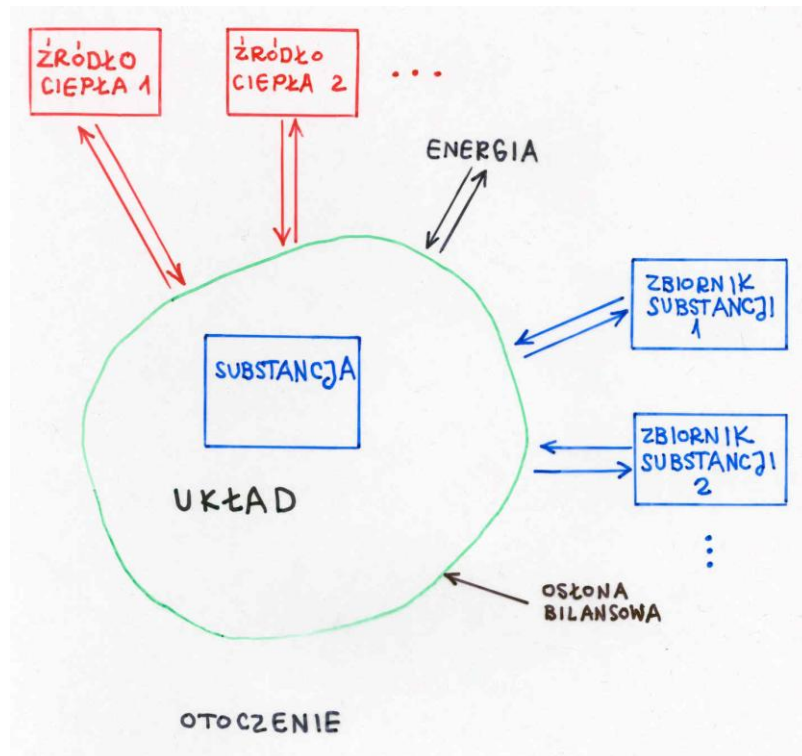 ŹRÓDŁO
CIEPŁA 1
ŹRÓDŁO
CIEPŁA 2
...
ENERGIA
ZBIORNIK
SUBSTANCJI
1
SUBSTANCJA
ZBIORNIK
SUBSTANCJI
2
UKŁAD
OSŁONA
BILANSOWA
OTOCZENIE